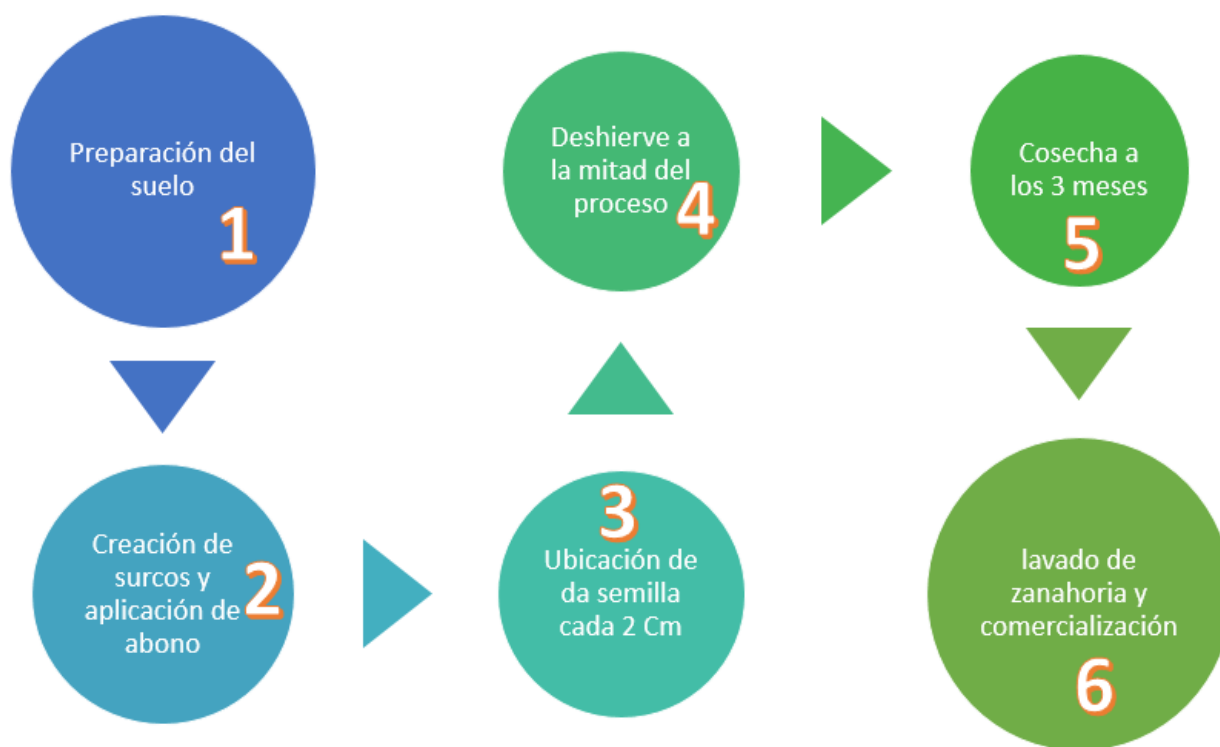 Preparación del
suelo
1
Creación de
surcos y
aplicación de
abono
2
3
Ubicación de
da semilla
cada 2 Cm
Deshierve a
la mitad del
proceso
4
Cosecha a
los 3 meses
5
lavado de
zanahoria y
comercialización
6